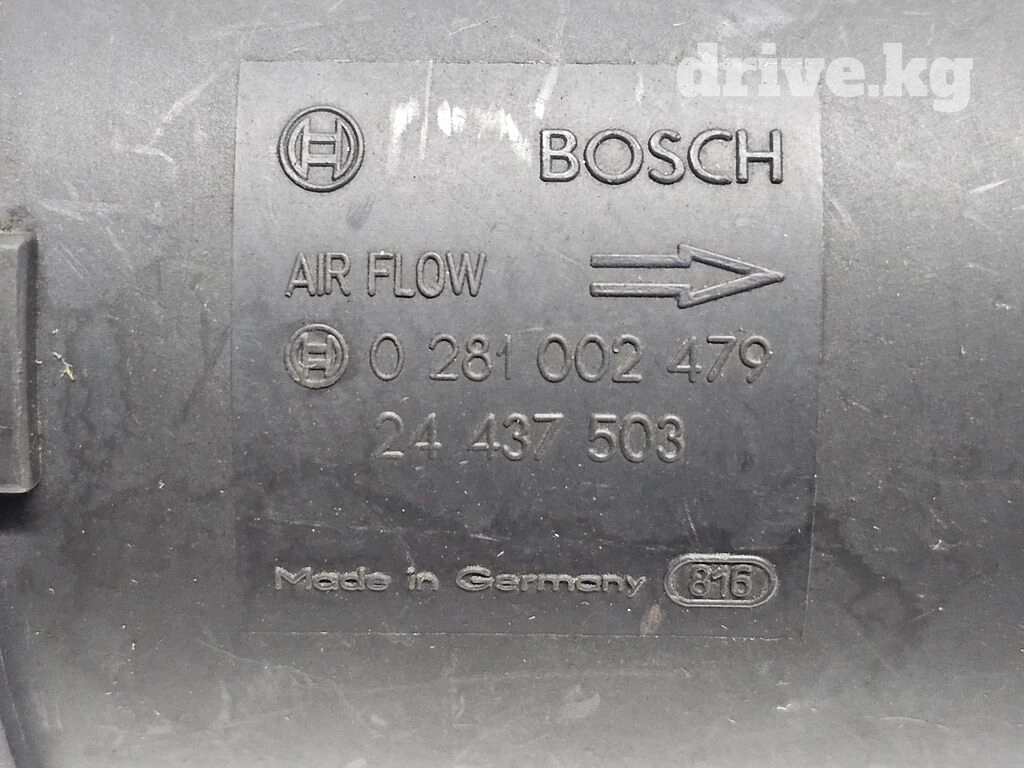 drive.kg
BOSCH
AIR FLOW
0 281 002 479
24 437 503
Made in Germany 816